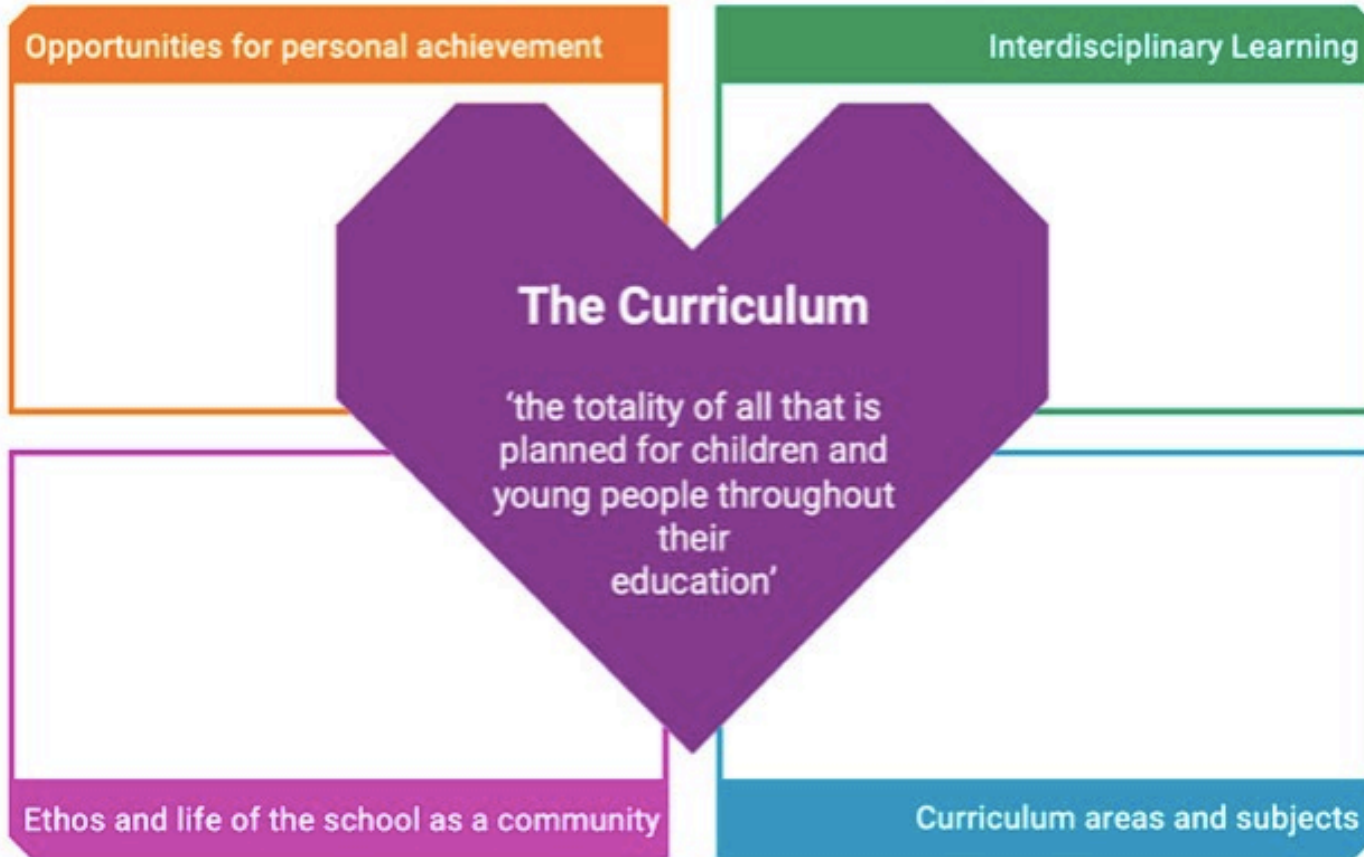 Opportunities for personal achievement
Interdisciplinary Learning
The Curriculum
‘the totality of all that is
planned for children and
young people throughout
their
education’
Ethos and life of the school as a community
Curriculum areas and subjects